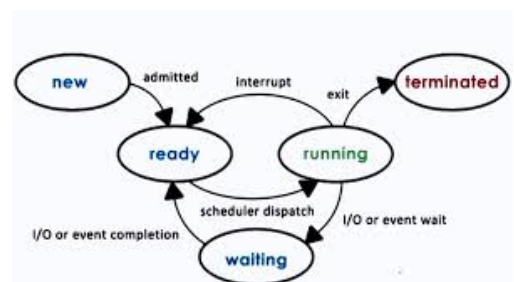 new
admitted
interrupt
exit
terminated
ready
running
scheduler dispatch
I/O or event wait
I/O or event completion
waiting